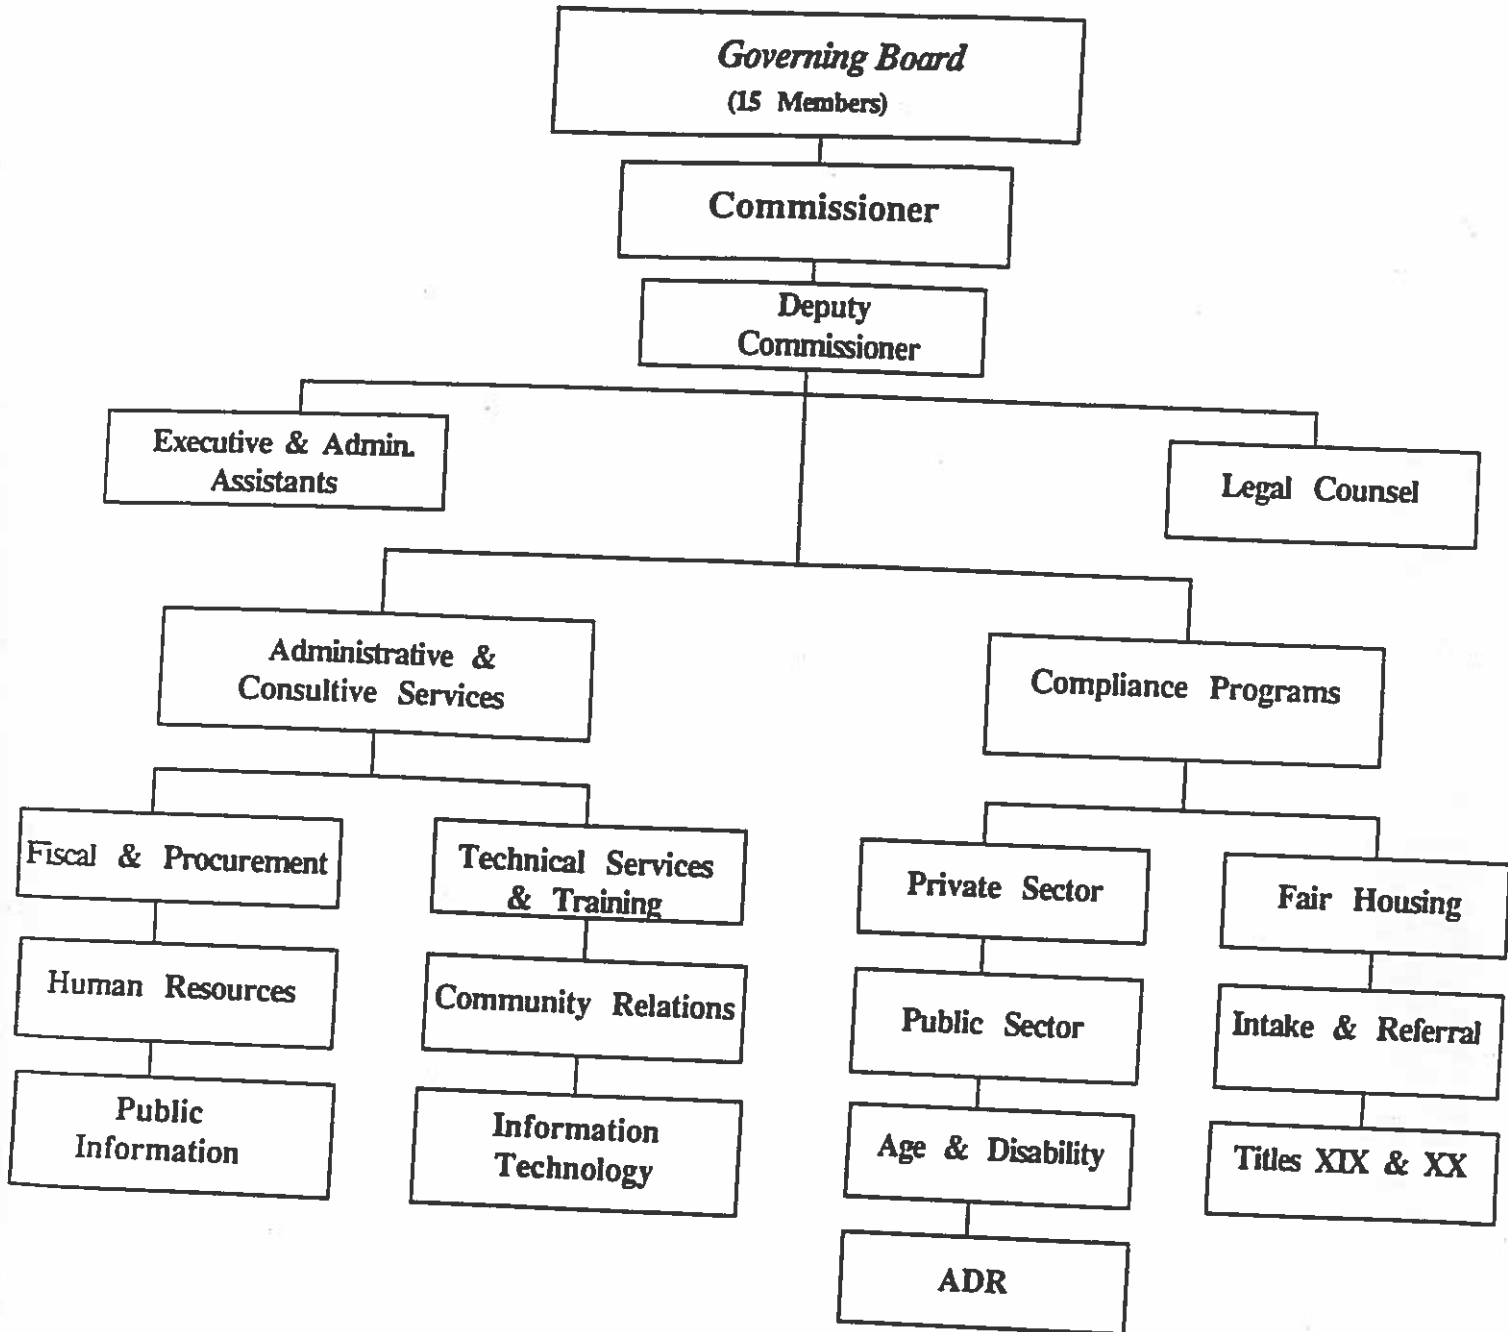 Governing Board
(15 Members)
Commissioner
Deputy
Commissioner
Executive & Admin.
Assistants
Legal Counsel
Administrative &
Consultive Services
Compliance Programs
Fiscal & Procurement
Technical Services
& Training
Private Sector
Fair Housing
Human Resources
Community Relations
Public Sector
Intake & Referral
Public
Information
Information
Technology
Age & Disability
Titles XIX & XX
ADR